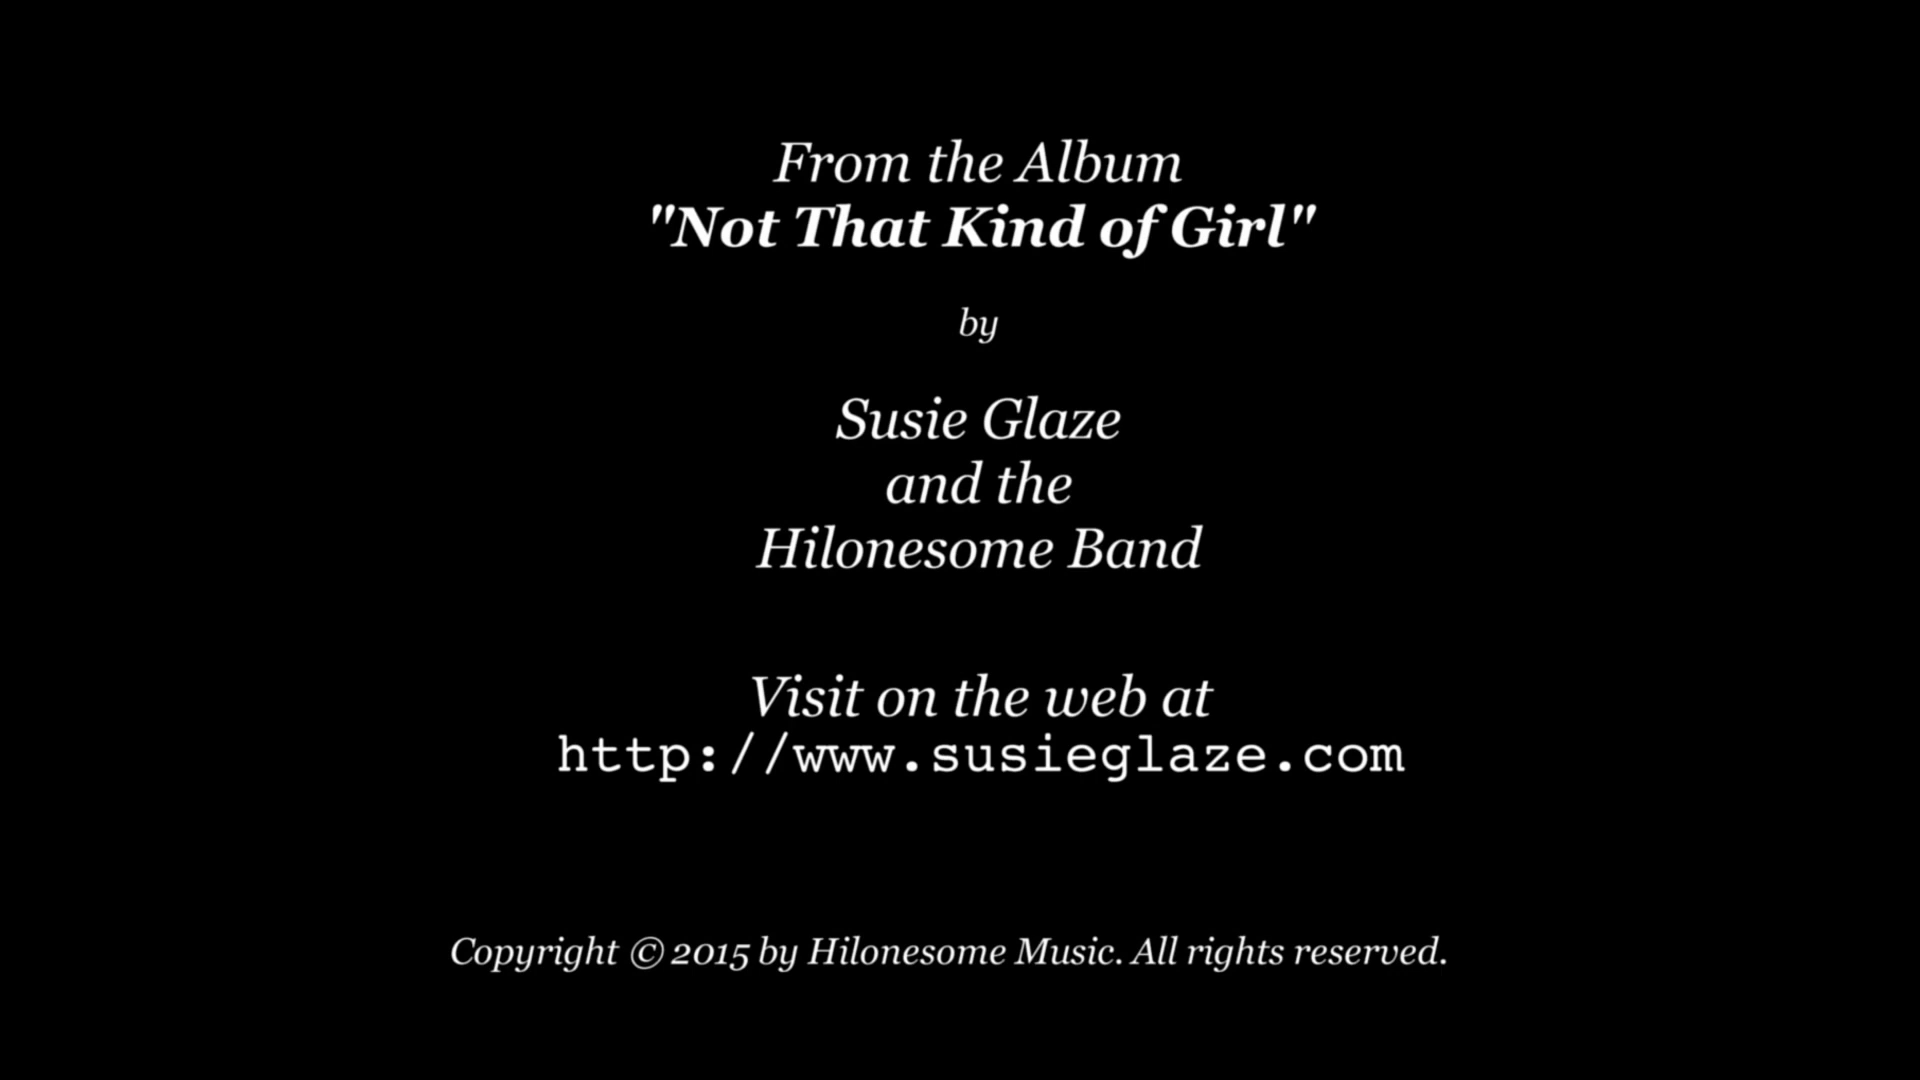 From the Album
"Not That Kind of Girl"
by
Susie Glaze
and the
Hilonesome Band
Visit on the web at
http://www.susieglaze.com
Copyright © 2015 by Hilonesome Music. All rights reserved.